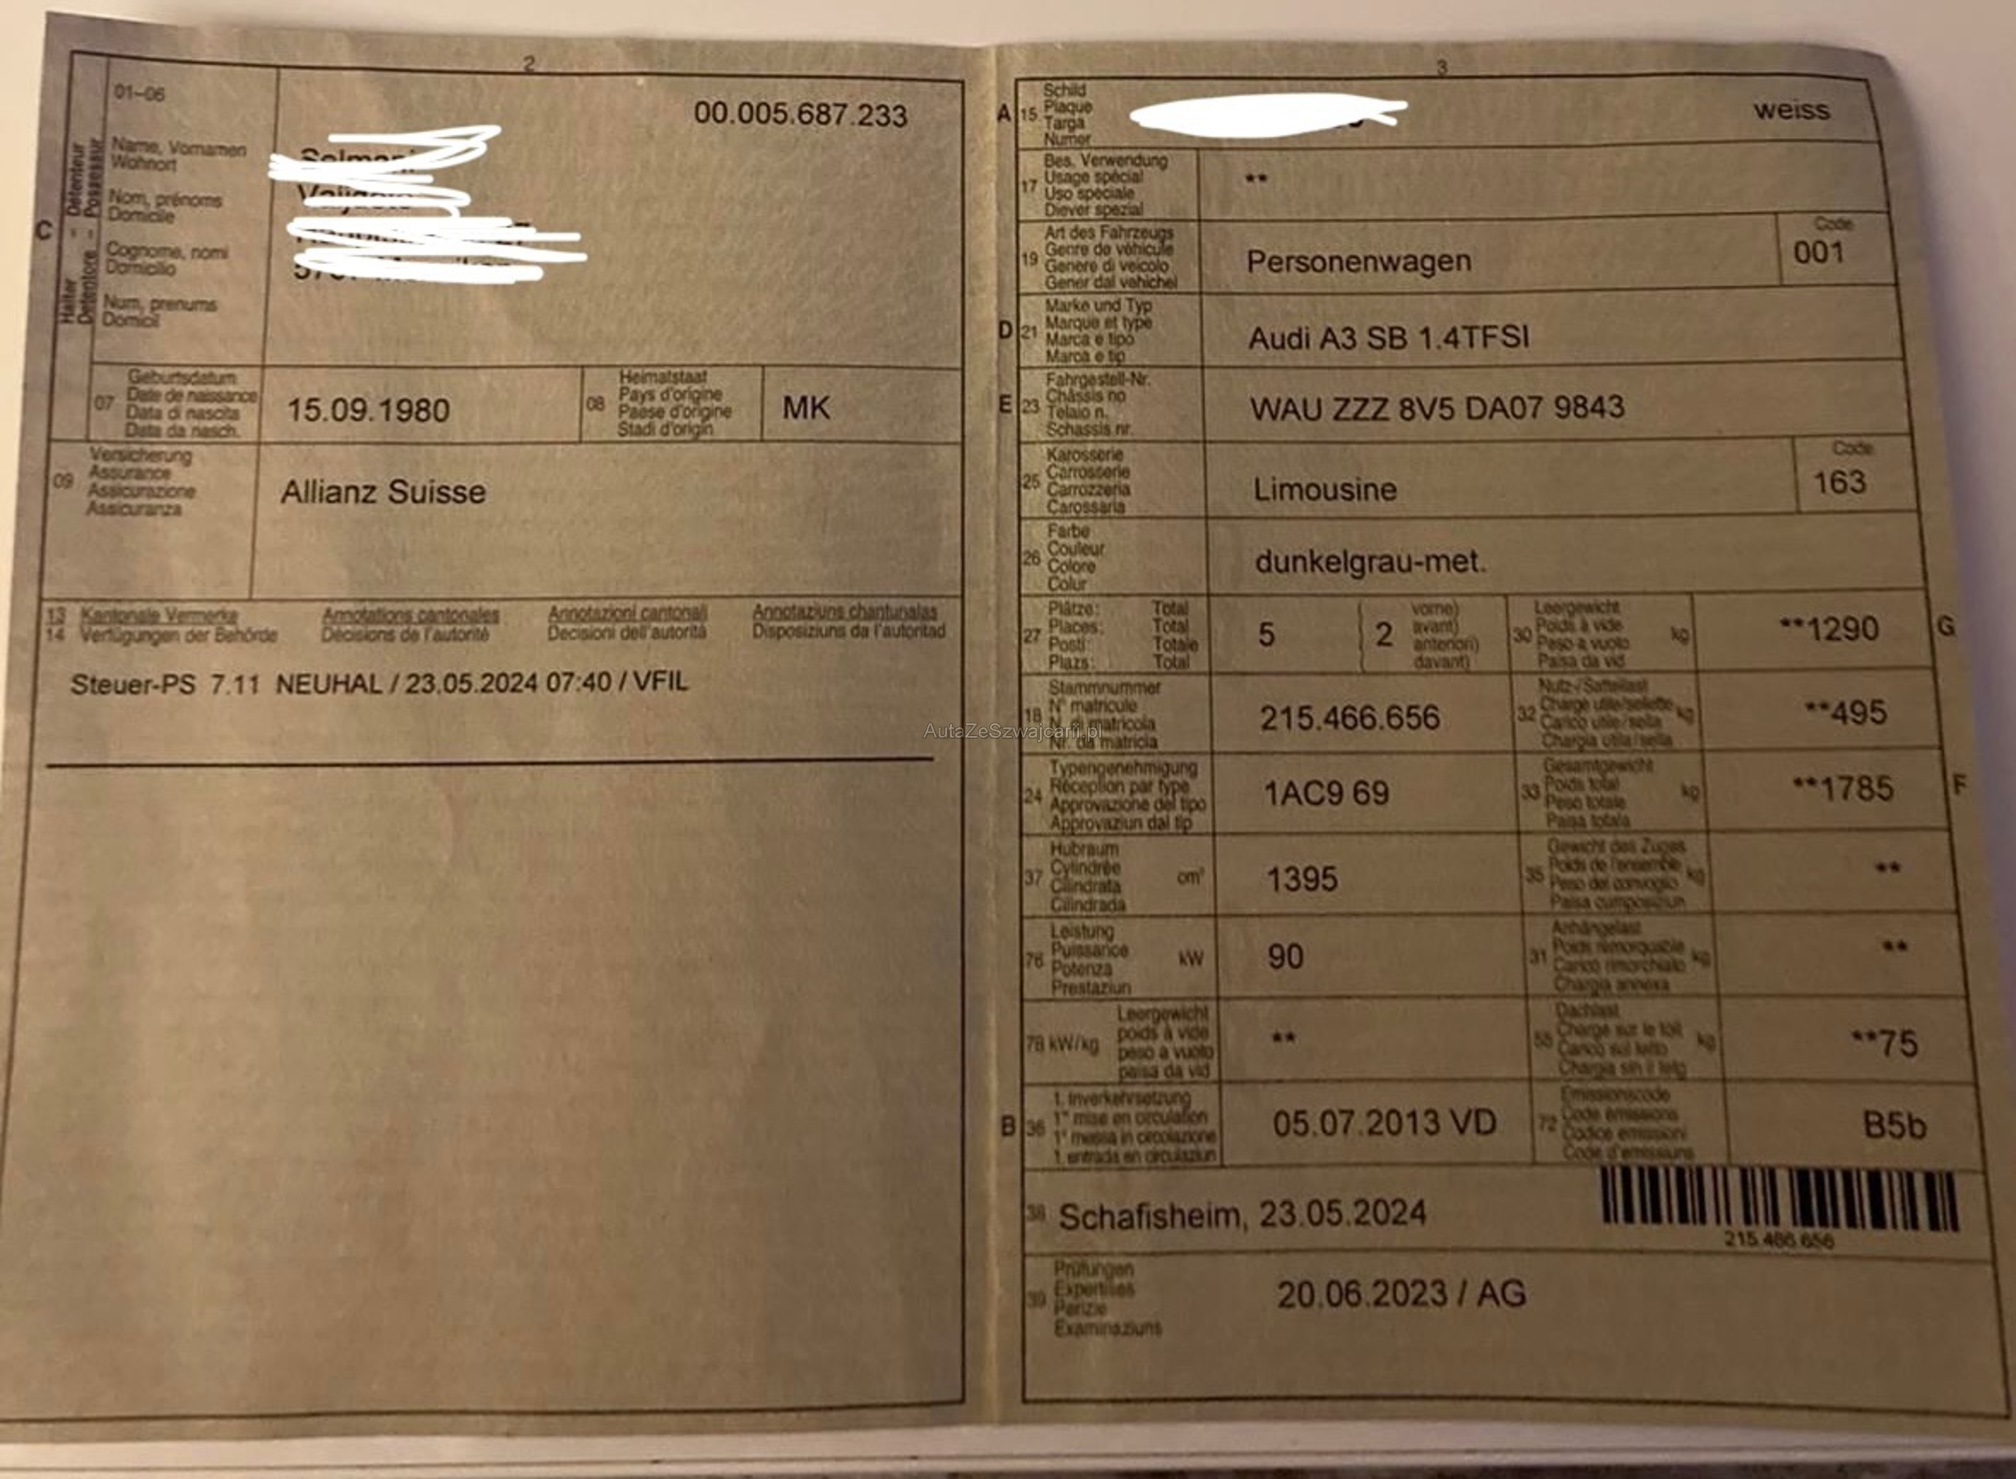 2
01–06
00.005.687.233
Halter
Détenteur
Detentore
Possessur
C
Name, Vornamen
Wohnort
Nom, prénoms
Domicile
Cognome, nomi
Domicilio
Num, prenums
Domicil
07
Geburtsdatum
Date de naissance
Data di nascita
Data da nasch.
15.09.1980
08
Heimatstaat
Pays d'origine
Paese d'origine
Stadi d'origin
MK
09
Versicherung
Assurance
Assicurazione
Assicuranza
Allianz Suisse
13 Kantonale Vermerke Annotations cantonales Annotazioni cantonali Annotaziuns chantunalas
14 Verfügungen der Behörde Décisions de l'autorité Decisioni dell'autorità Disposiziuns da l'autoritad
Steuer-PS 7.11 NEUHAL / 23.05.2024 07:40 / VFIL
AutaZeSzwajcarii.pl
3
A 15
Schild
Plaque
Targa
Numer
weiss
17
Bes. Verwendung
Usage spécial
Uso speciale
Diever spezial
**
19
Art des Fahrzeugs
Genre de véhicule
Genere di veicolo
Gener dal vehichel
Personenwagen
Code
001
D 21
Marke und Typ
Marque et type
Marca e tipo
Marca e tip
Audi A3 SB 1.4TFSI
E 23
Fahrgestell-Nr.
Châssis no
Telaio n.
Schassis nr.
WAU ZZZ 8V5 DA07 9843
25
Karosserie
Carrosserie
Carrozzeria
Carossaria
Limousine
Code
163
26
Farbe
Couleur
Colore
Colur
dunkelgrau-met.
27
Plätze: Total
Places: Total
Posti: Totale
Plazs: Total
5
( 2
vorne)
avant)
anteriori)
davant)
30
Leergewicht
Poids à vide
Peso a vuoto
Paisa da vid
kg
**1290
G
18
Stammnummer
N° matricule
N. di matricola
Nr. da matricla
215.466.656
32
Nutz-/Sattellast
Charge utile/sellette
Carico utile/sella
Chargia utila/sella
kg
**495
24
Typengenehmigung
Réception par type
Approvazione del tipo
Approvaziun dal tip
1AC9 69
33
Gesamtgewicht
Poids total
Peso totale
Paisa totala
kg
**1785
F
37
Hubraum
Cylindrée
Cilindrata
Cilindrada
cm³
1395
35
Gewicht des Zuges
Poids de l'ensemble
Peso del convoglio
Paisa cumposiziun
kg
**
76
Leistung
Puissance
Potenza
Prestaziun
kW
90
31
Anhängelast
Poids remorquable
Carico rimorchiato
Chargia annexa
kg
**
78 kW/kg
Leergewicht
poids à vide
peso a vuoto
paisa da vid
**
55
Dachlast
Charge sur le toit
Carico sul tetto
Chargia sin il tetg
kg
**75
B 36
1. Inverkehrsetzung
1re mise en circulation
1a messa in circolazione
1. entrada en circulaziun
05.07.2013 VD
72
Emissionscode
Code émissions
Codice emissioni
Code d'emissiuns
B5b
38
Schafisheim, 23.05.2024
215.466.656
39
Prüfungen
Expertises
Perizie
Examinaziuns
20.06.2023 / AG